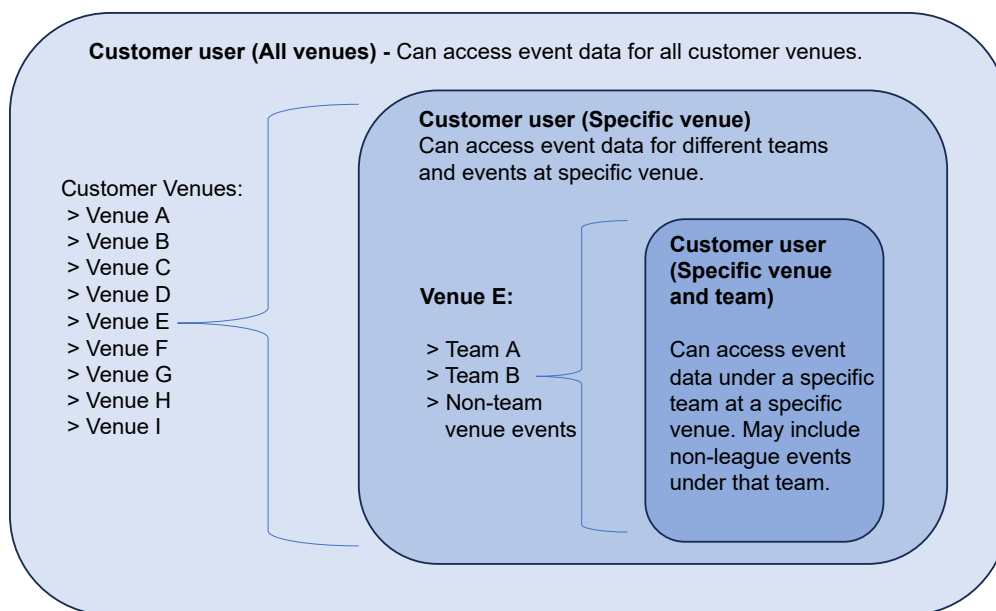 Customer user (All venues) - Can access event data for all customer venues.
Customer Venues:
> Venue A
> Venue B
> Venue C
> Venue D
> Venue E
> Venue F
> Venue G
> Venue H
> Venue I
Customer user (Specific venue)
Can access event data for different teams
and events at specific venue.
Venue E:
> Team A
> Team B
> Non-team
venue events
Customer user
(Specific venue
and team)
Can access event
data under a specific
team at a specific
venue. May include
non-league events
under that team.